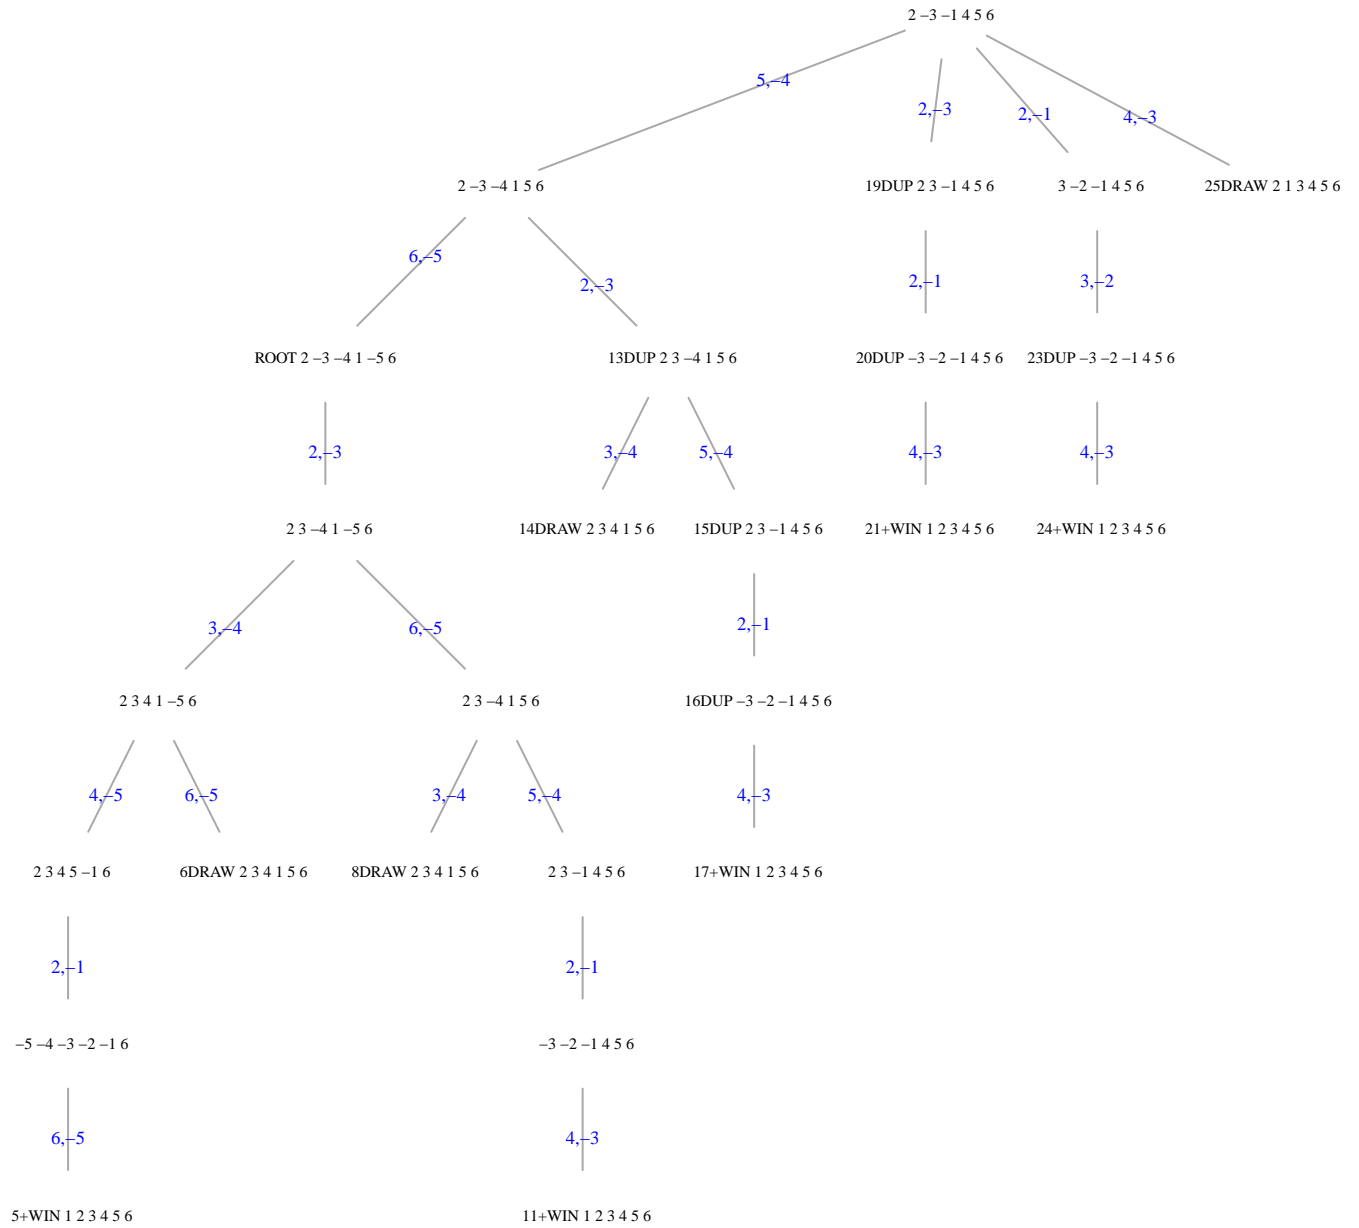 2 −3 −1 4 5 6
5,−4
2,−3
2,−1
4,−3
2 −3 −4 1 5 6
19DUP 2 3 −1 4 5 6
3 −2 −1 4 5 6
25DRAW 2 1 3 4 5 6
6,−5
2,−3
2,−1
3,−2
ROOT 2 −3 −4 1 −5 6
13DUP 2 3 −4 1 5 6
20DUP −3 −2 −1 4 5 6
23DUP −3 −2 −1 4 5 6
2,−3
3,−4
5,−4
4,−3
4,−3
2 3 −4 1 −5 6
14DRAW 2 3 4 1 5 6
15DUP 2 3 −1 4 5 6
21+WIN 1 2 3 4 5 6
24+WIN 1 2 3 4 5 6
3,−4
6,−5
2,−1
2 3 4 1 −5 6
2 3 −4 1 5 6
16DUP −3 −2 −1 4 5 6
4,−5
6,−5
3,−4
5,−4
4,−3
2 3 4 5 −1 6
6DRAW 2 3 4 1 5 6
8DRAW 2 3 4 1 5 6
2 3 −1 4 5 6
17+WIN 1 2 3 4 5 6
2,−1
2,−1
−5 −4 −3 −2 −1 6
−3 −2 −1 4 5 6
6,−5
4,−3
5+WIN 1 2 3 4 5 6
11+WIN 1 2 3 4 5 6